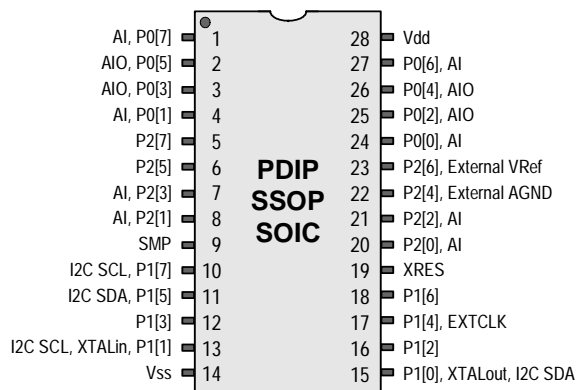 AI, P0[7] 1 28 Vdd
AIO, P0[5] 2 27 P0[6], AI
AIO, P0[3] 3 26 P0[4], AIO
AI, P0[1] 4 25 P0[2], AIO
P2[7] 5 24 P0[0], AI
P2[5] 6 23 P2[6], External VRef
AI, P2[3] 7 22 P2[4], External AGND
AI, P2[1] 8 21 P2[2], AI
SMP 9 20 P2[0], AI
I2C SCL, P1[7] 10 19 XRES
I2C SDA, P1[5] 11 18 P1[6]
P1[3] 12 17 P1[4], EXTCLK
I2C SCL, XTALin, P1[1] 13 16 P1[2]
Vss 14 15 P1[0], XTALout, I2C SDA
PDIP
SSOP
SOIC